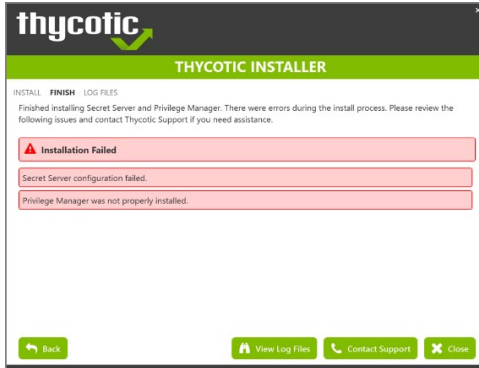 thycotic
THYCOTIC INSTALLER
INSTALL FINISH LOG FILES
Finished installing Secret Server and Privilege Manager. There were errors during the install process. Please review the
following issues and contact Thycotic Support if you need assistance.
Installation Failed
Secret Server configuration failed.
Privilege Manager was not properly installed.
Back View Log Files Contact Support Close